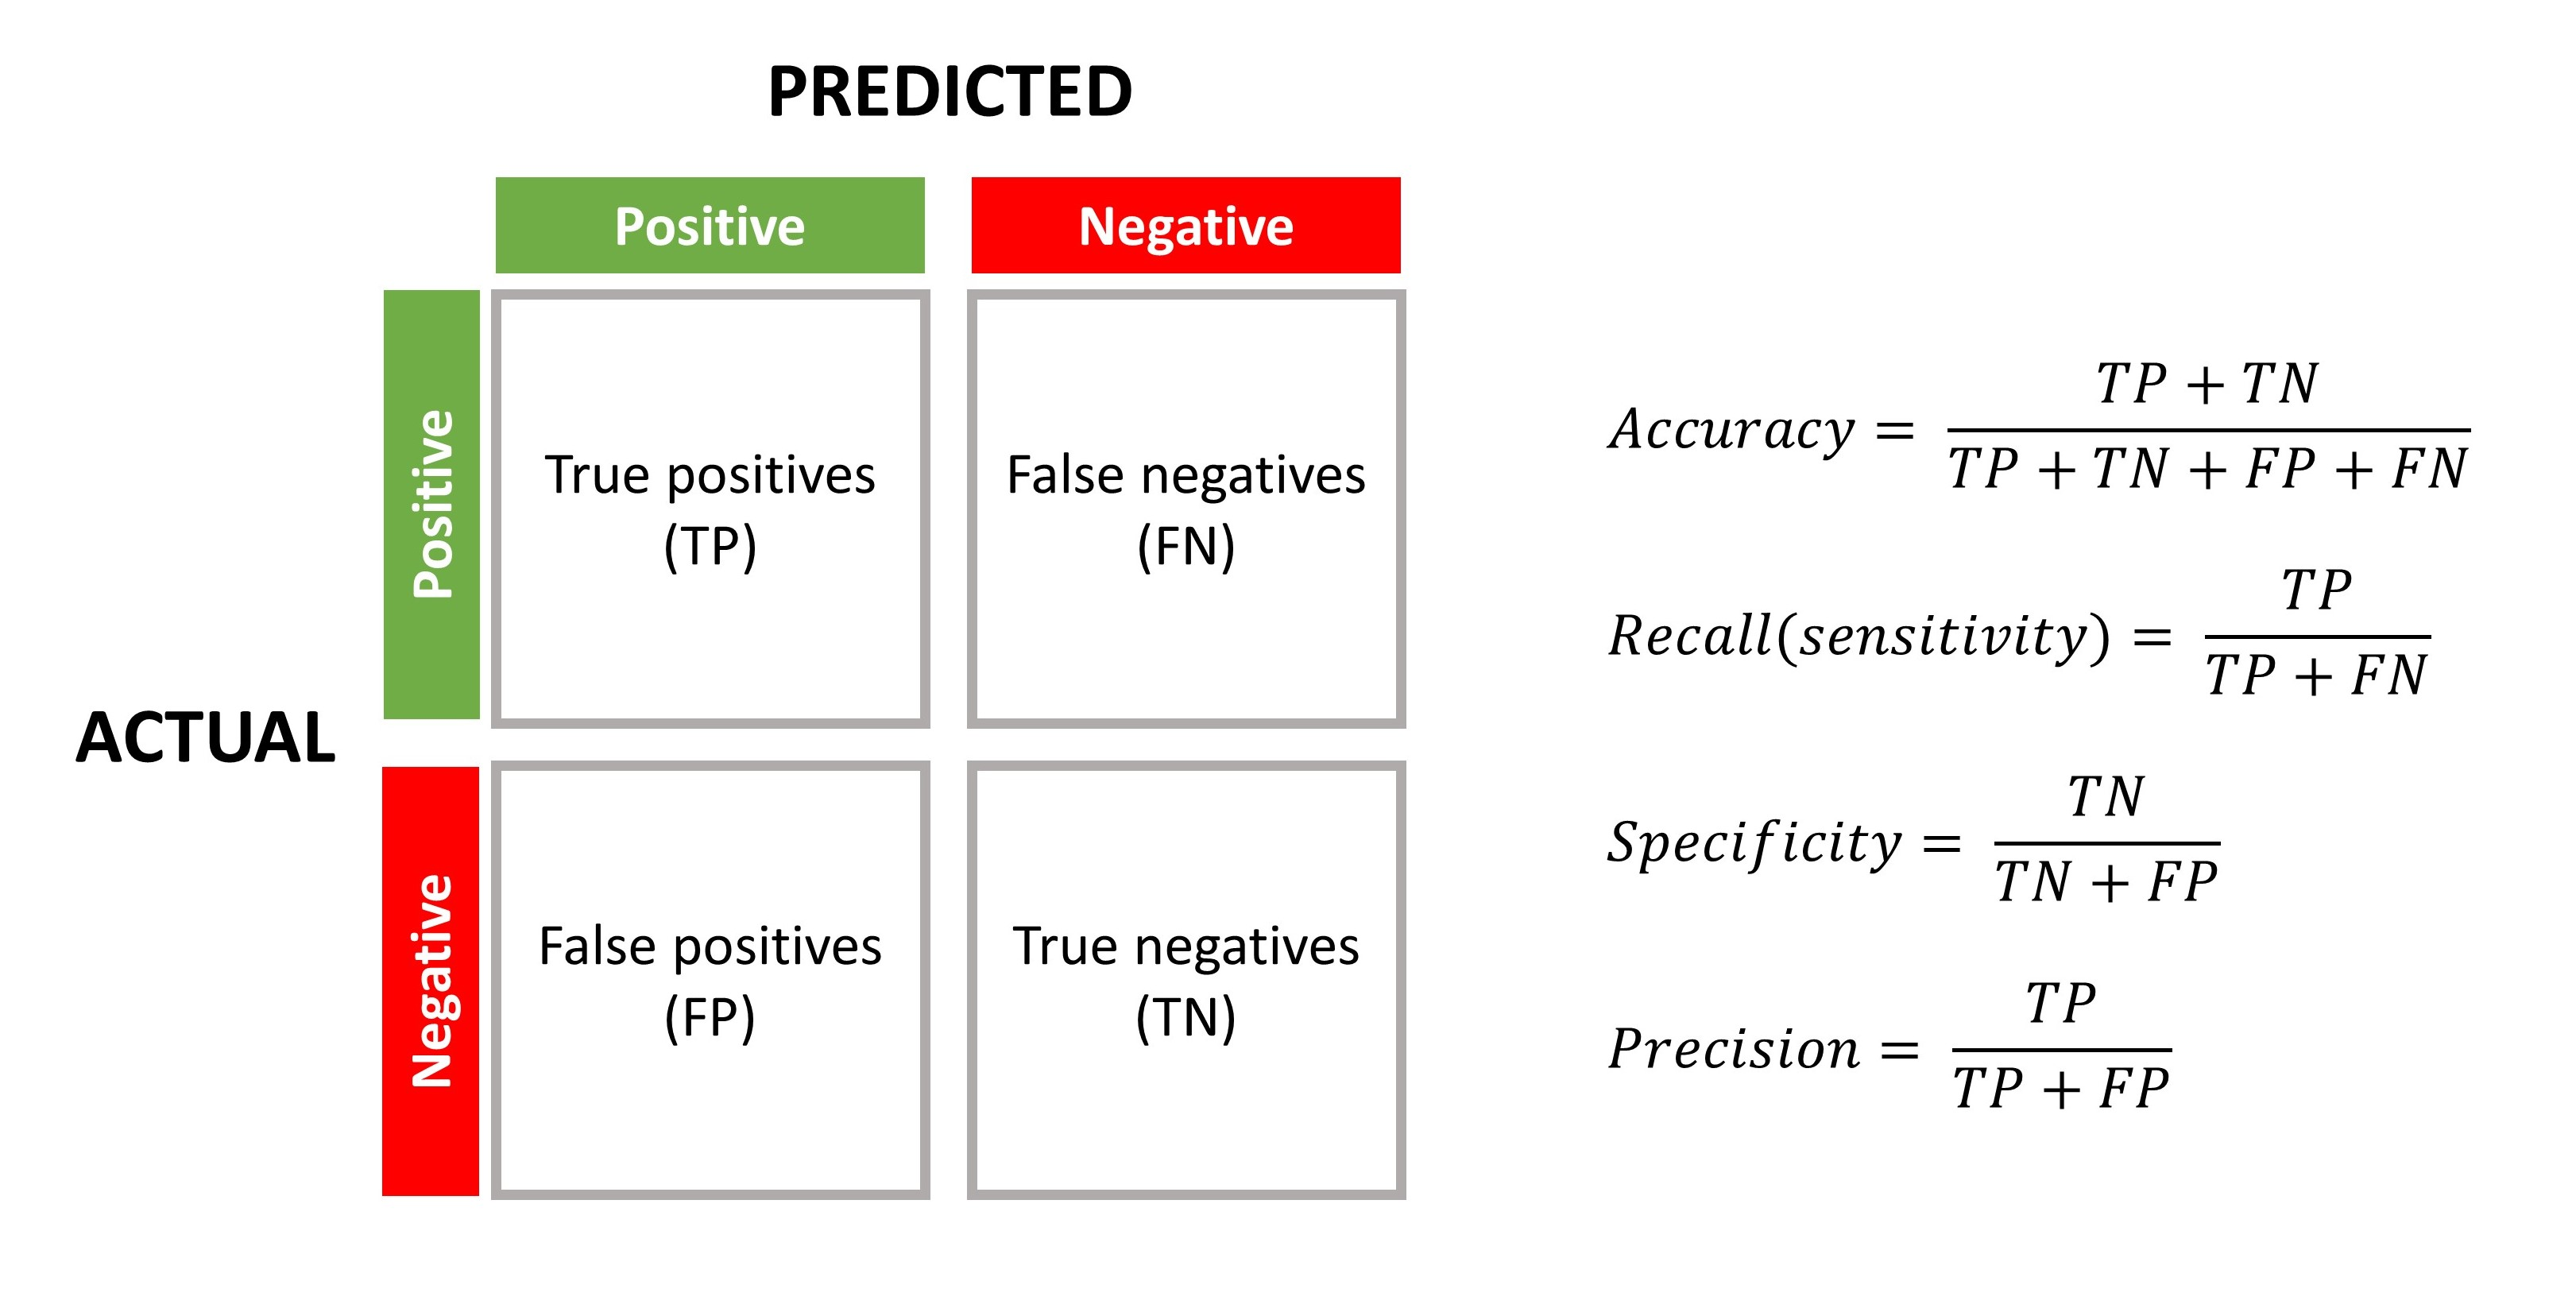 PREDICTED
Positive
Negative
ACTUAL
Positive
Negative
True positives
(TP)
False negatives
(FN)
False positives
(FP)
True negatives
(TN)
Accuracy = TP + TN / TP + TN + FP + FN
Recall(sensitivity) = TP / TP + FN
Specificity = TN / TN + FP
Precision = TP / TP + FP